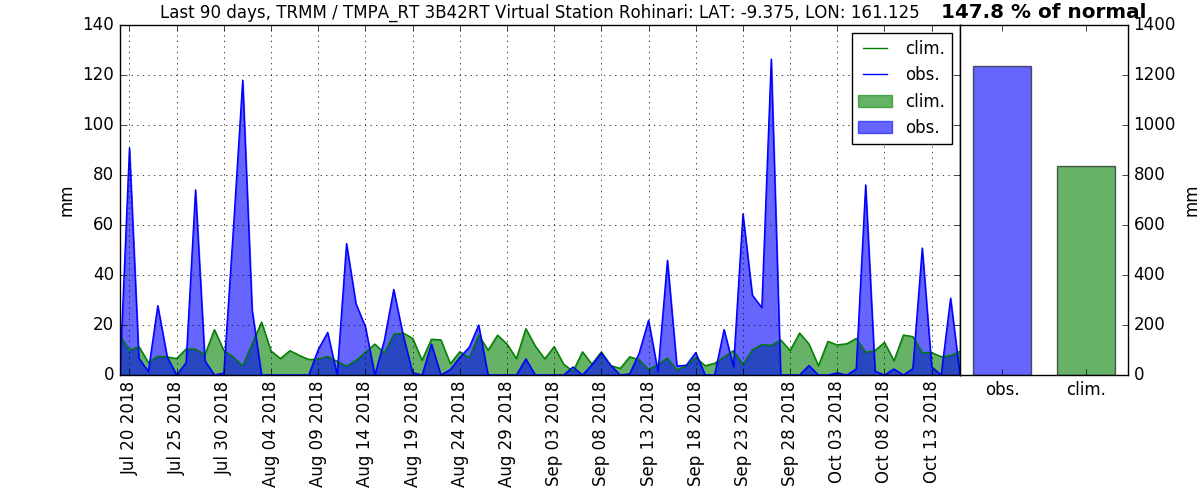 Last 90 days, TRMM / TMPA_RT 3B42RT Virtual Station Rohinari: LAT: -9.375, LON: 161.125
147.8 % of normal
140
120
100
80
60
40
20
0
mm
clim.
obs.
clim.
obs.
Jul 20 2018
Jul 25 2018
Jul 30 2018
Aug 04 2018
Aug 09 2018
Aug 14 2018
Aug 19 2018
Aug 24 2018
Aug 29 2018
Sep 03 2018
Sep 08 2018
Sep 13 2018
Sep 18 2018
Sep 23 2018
Sep 28 2018
Oct 03 2018
Oct 08 2018
Oct 13 2018
obs.
clim.
1400
1200
1000
800
600
400
200
0
mm